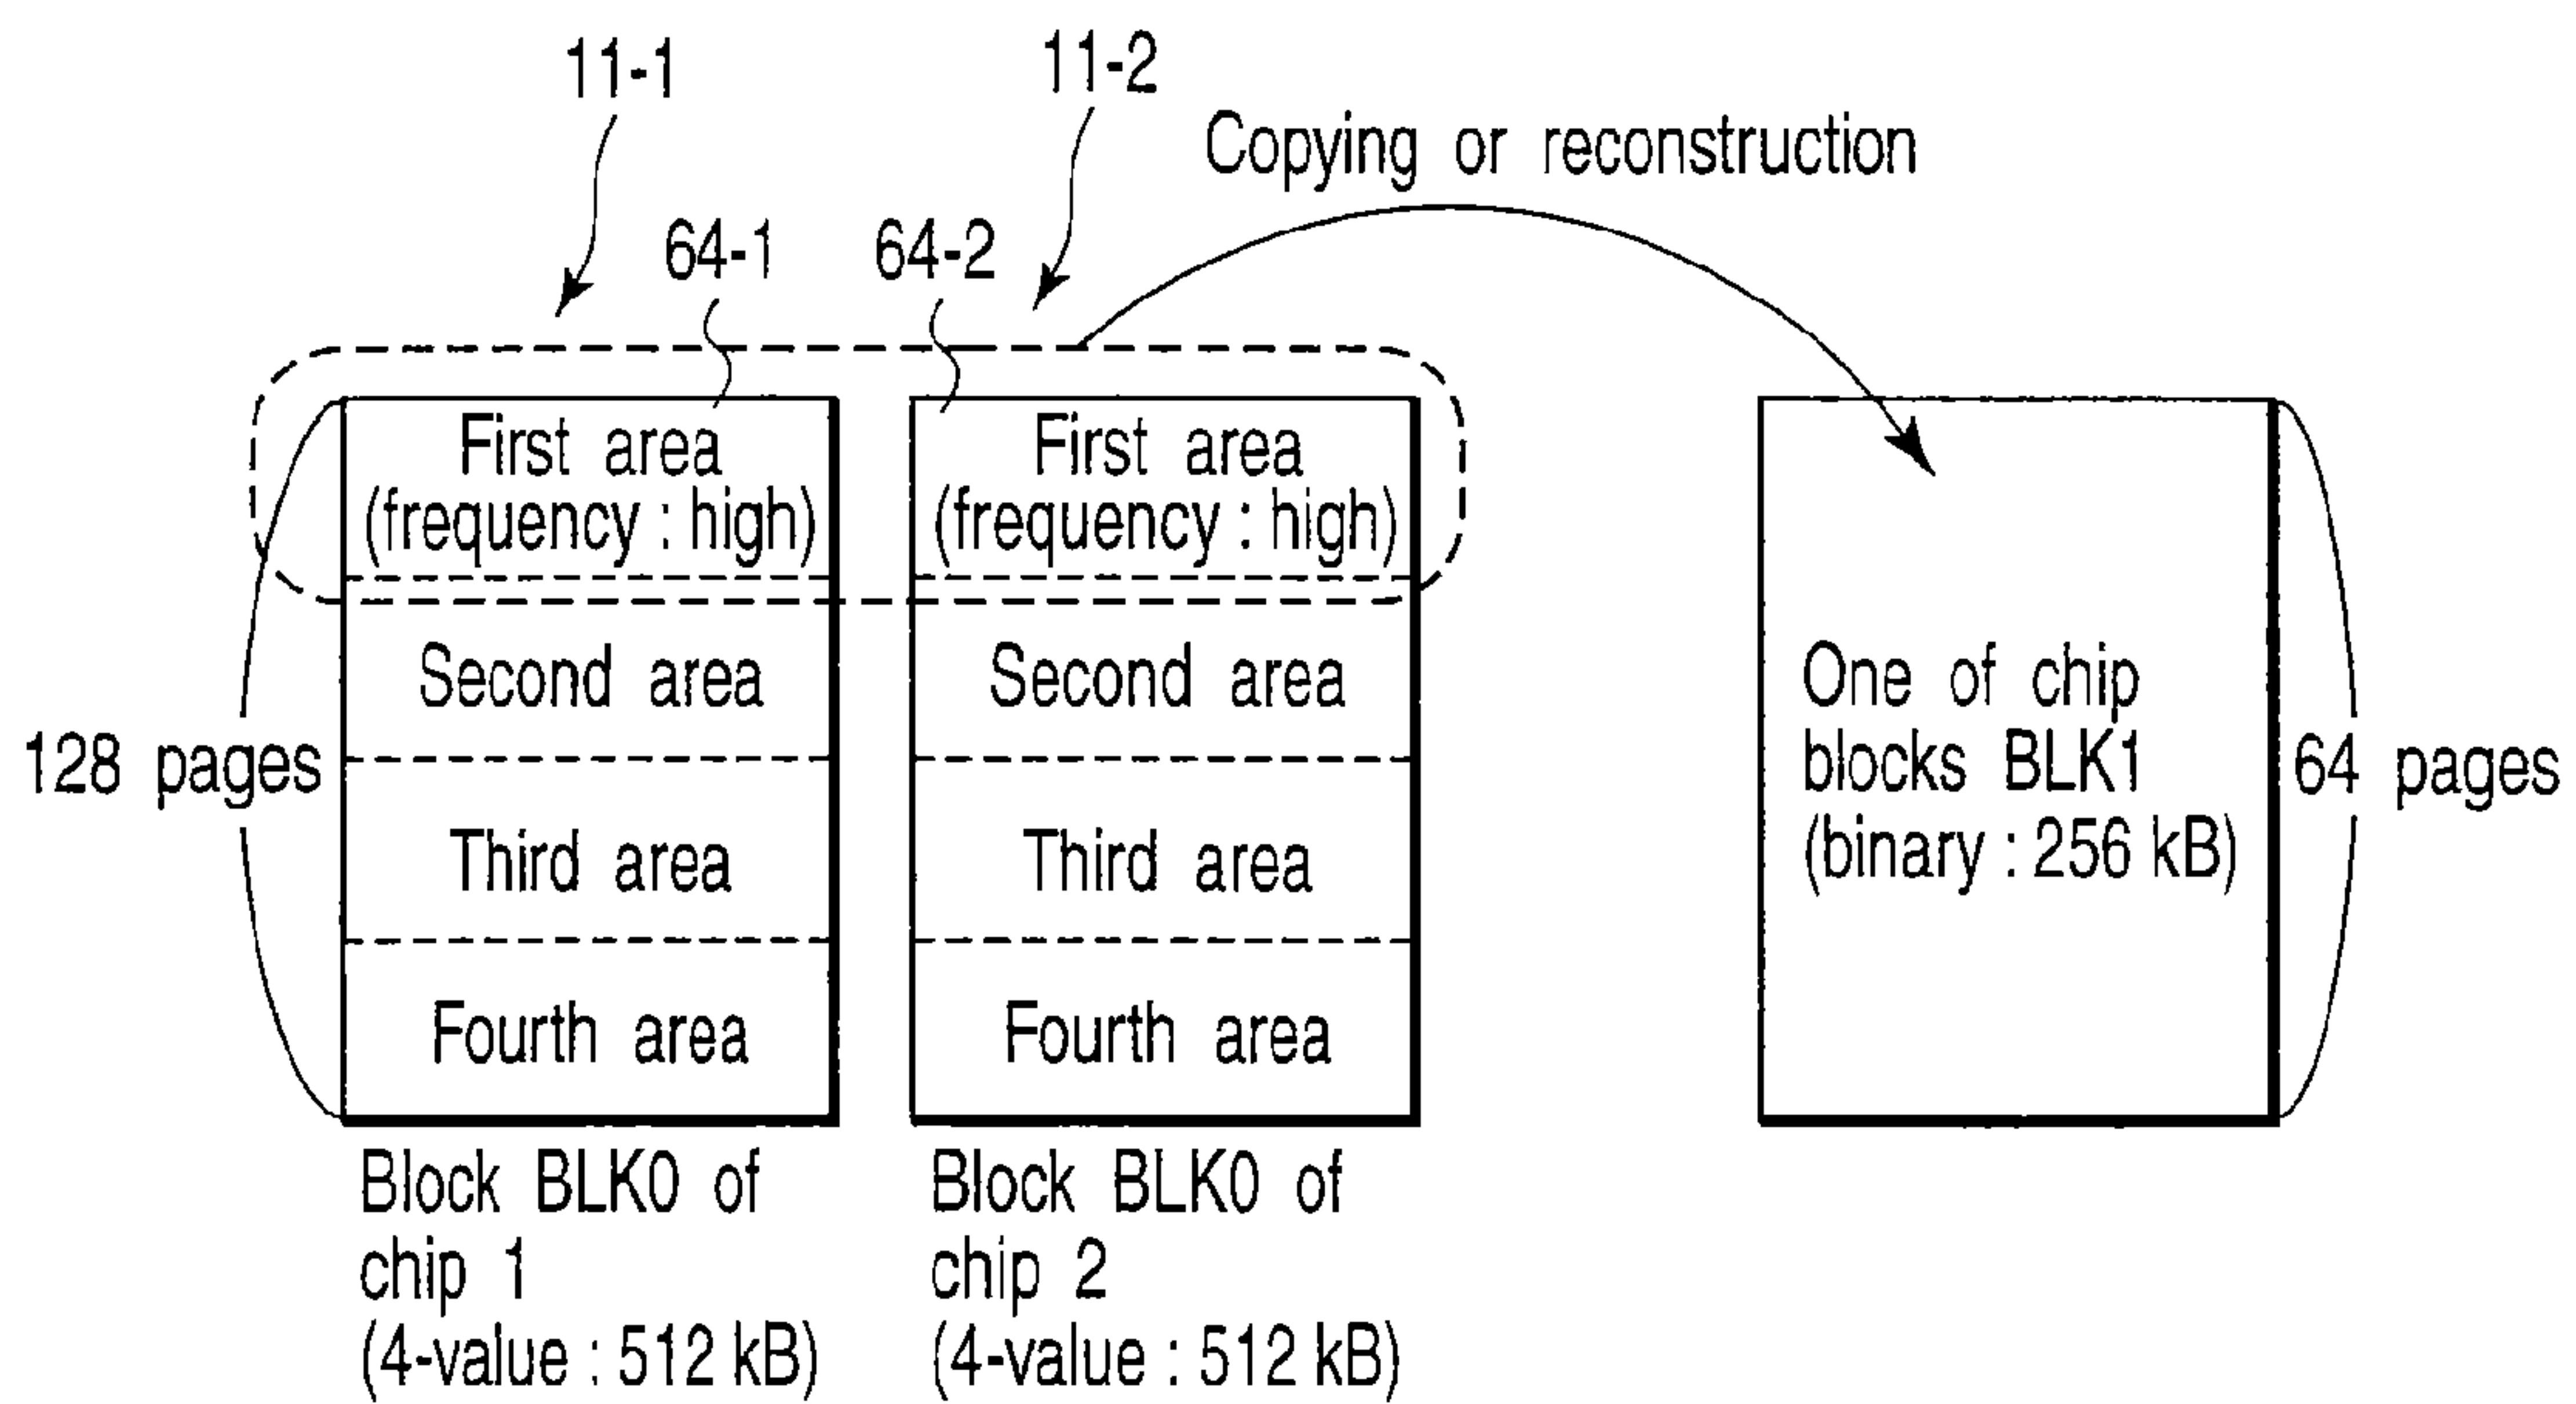 11-1
11-2
Copying or reconstruction
64-1
64-2
First area
(frequency : high)
First area
(frequency : high)
Second area
Second area
Third area
Third area
Fourth area
Fourth area
128 pages
One of chip
blocks BLK1
(binary : 256 kB)
64 pages
Block BLK0 of
chip 1
(4-value : 512 kB)
Block BLK0 of
chip 2
(4-value : 512 kB)